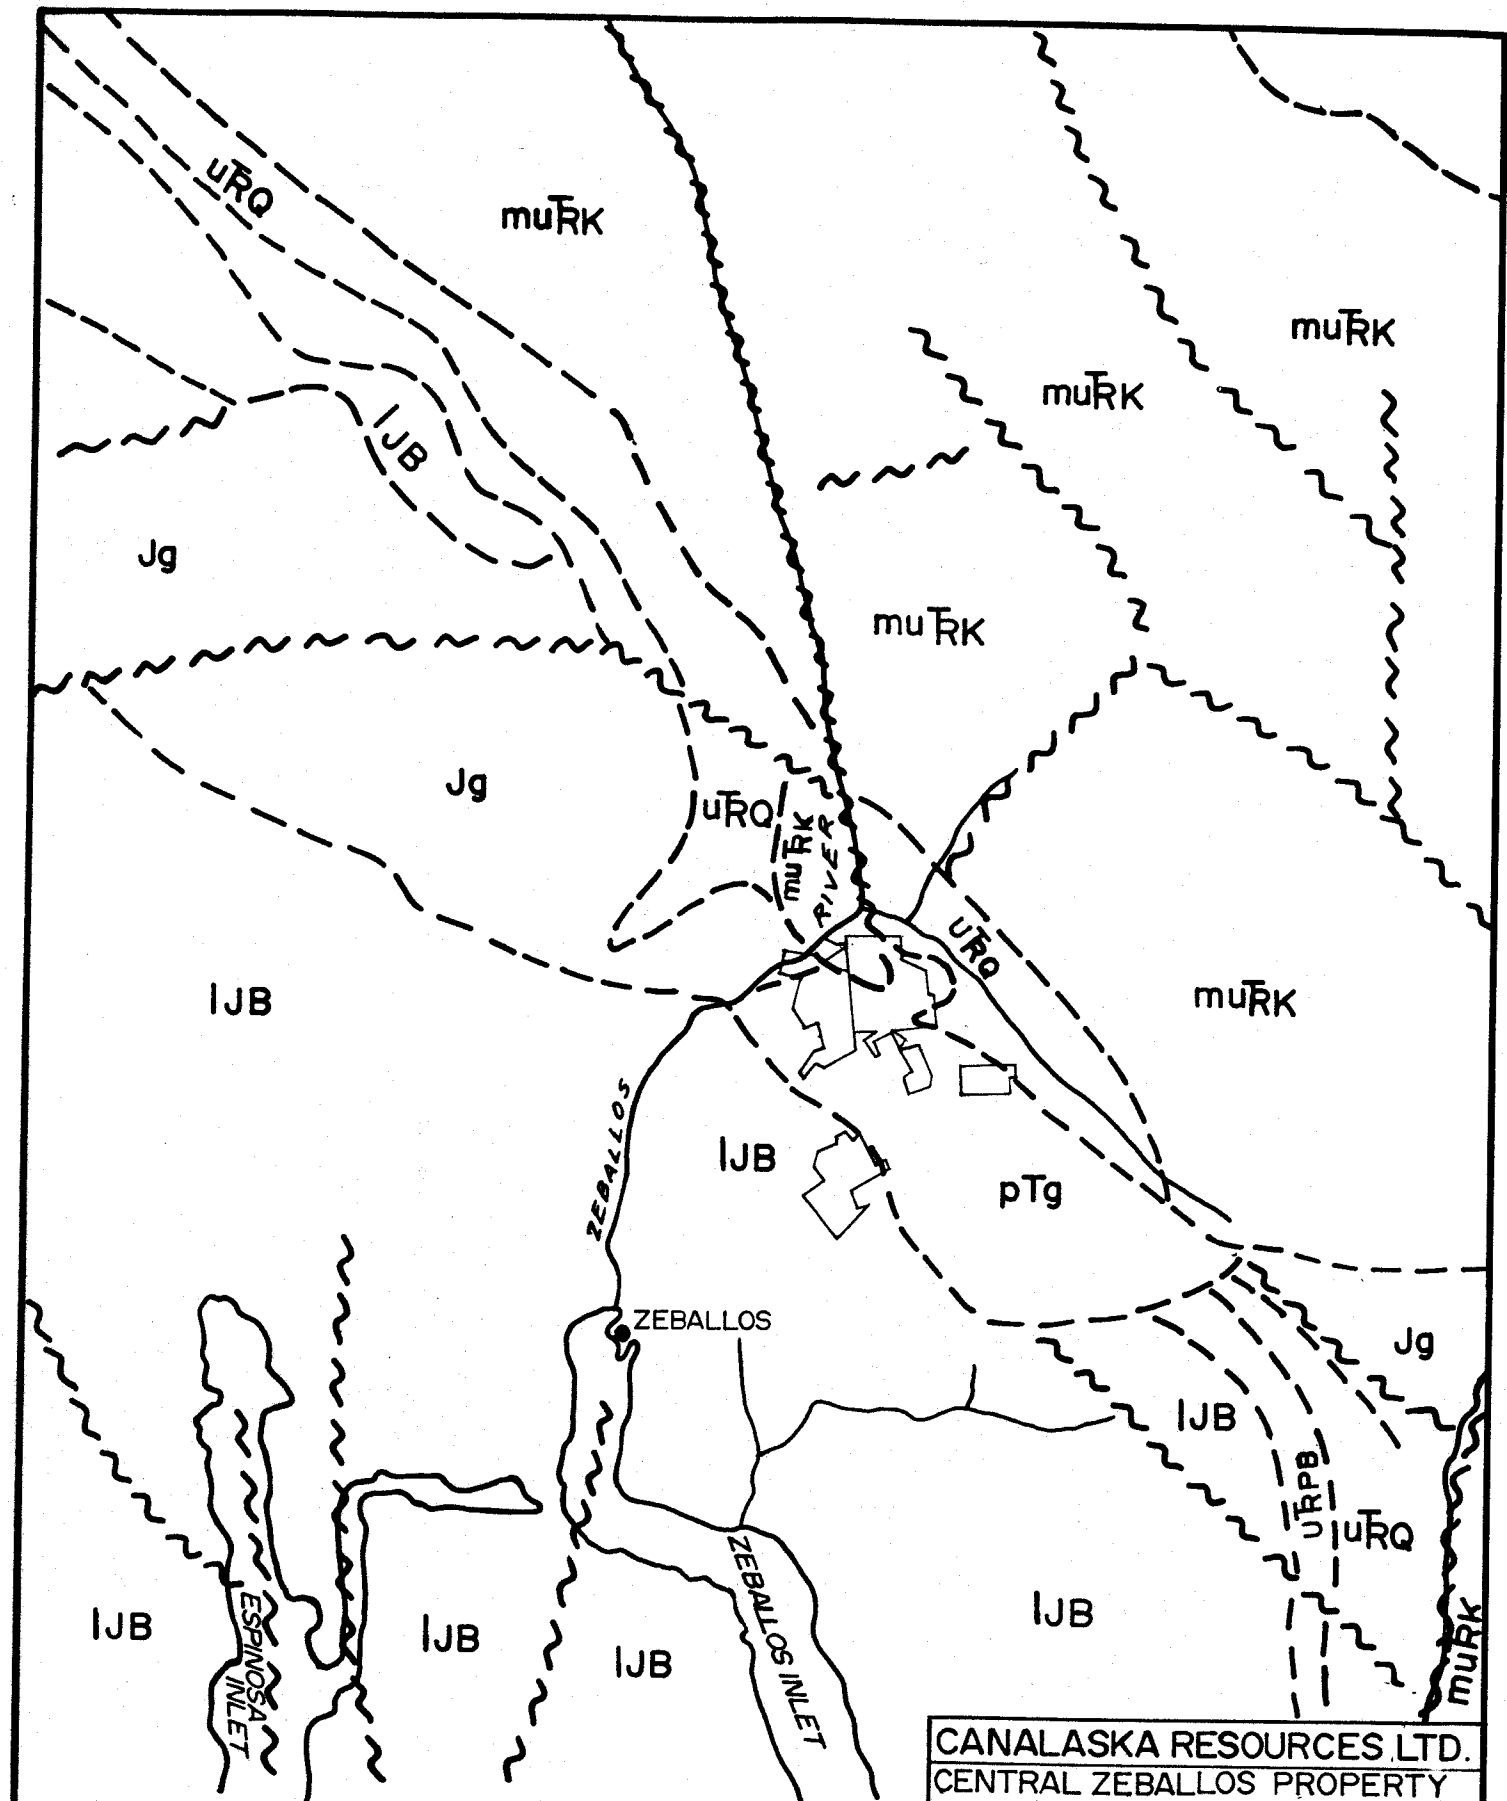 uTRQ
muTRK
muTRK
muTRK
lJB
Jg
muTRK
Jg
uTRQ
muTRK
RIVER
uTRQ
lJB
muTRK
ZEBALLOS
lJB
pTg
ZEBALLOS
Jg
lJB
uTRPB
uTRQ
lJB
ESPINOSA
INLET
lJB
lJB
ZEBALLOS INLET
lJB
muRK
CANALASKA RESOURCES LTD.
CENTRAL ZEBALLOS PROPERTY